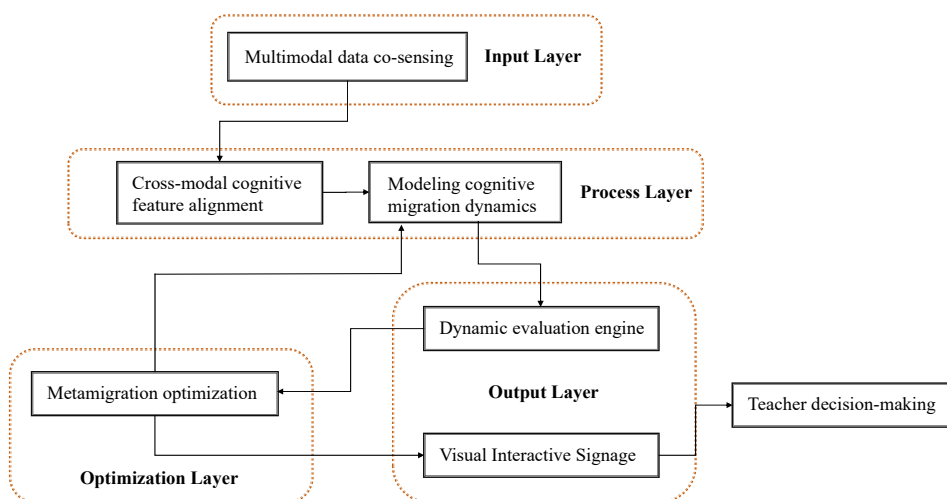 Multimodal data co-sensing
Input Layer
Cross-modal cognitive
feature alignment
Modeling cognitive
migration dynamics
Process Layer
Dynamic evaluation engine
Metamigration optimization
Output Layer
Teacher decision-making
Visual Interactive Signage
Optimization Layer